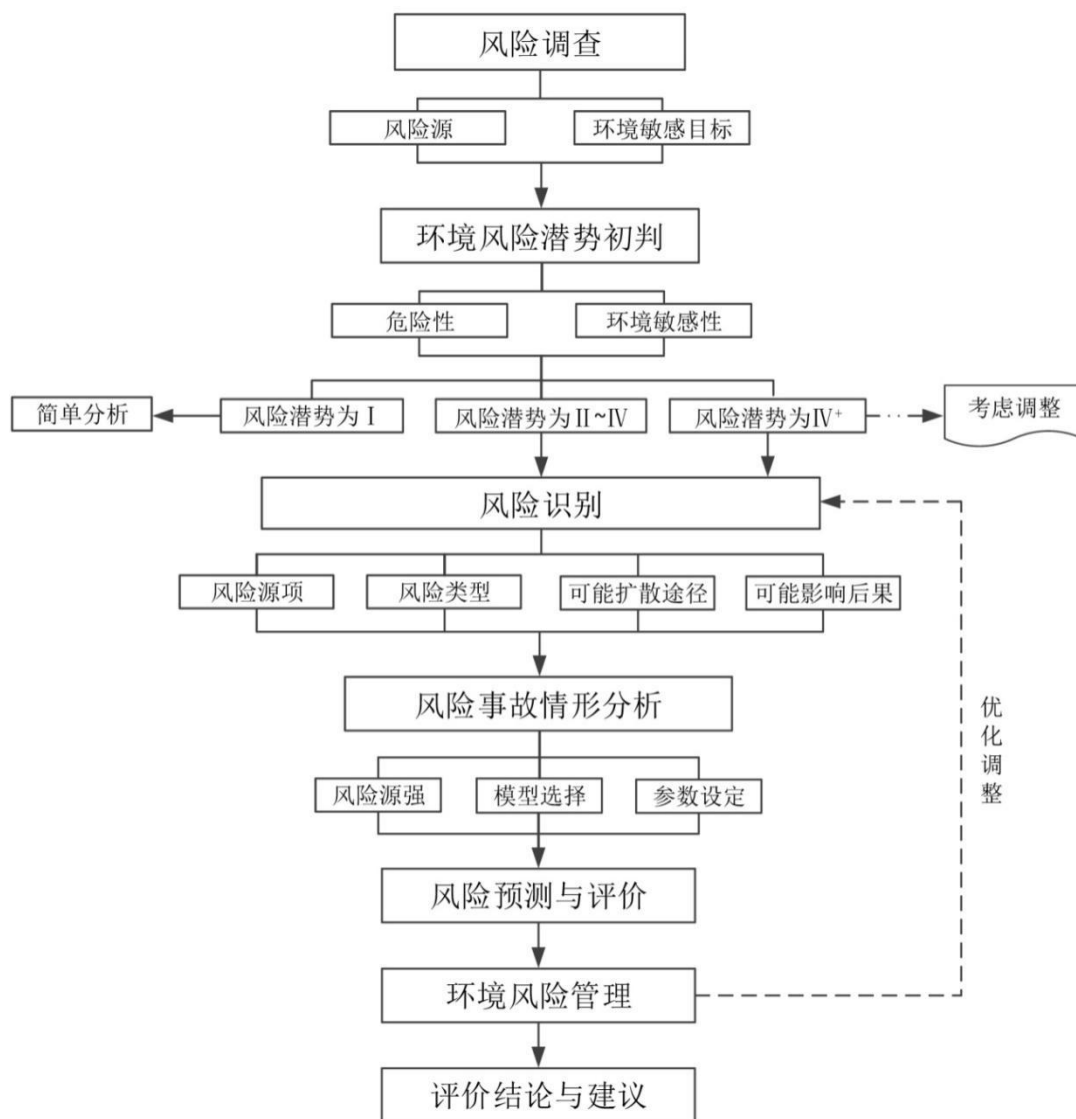 风险调查
风险源
环境敏感目标
环境风险潜势初判
危险性
环境敏感性
简单分析
风险潜势为Ⅰ
风险潜势为Ⅱ~Ⅳ
风险潜势为Ⅳ⁺
考虑调整
风险识别
风险源项
风险类型
可能扩散途径
可能影响后果
风险事故情形分析
优化调整
风险源强
模型选择
参数设定
风险预测与评价
环境风险管理
评价结论与建议